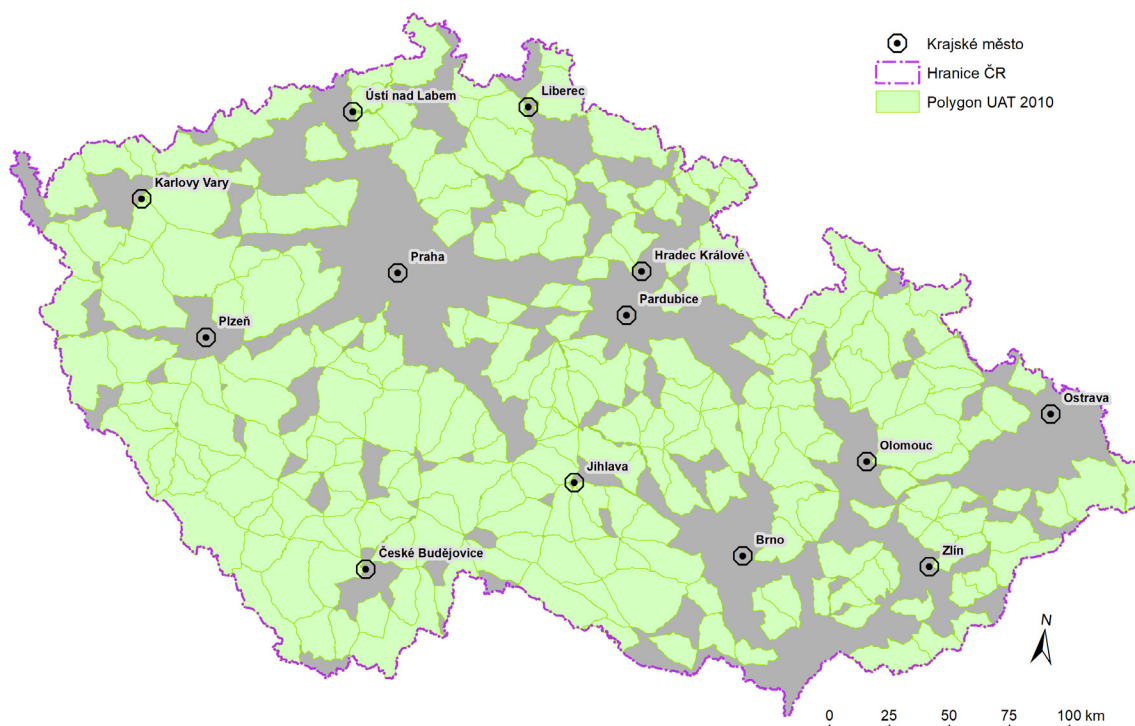 Krajské město
Hranice ČR
Polygon UAT 2010
Liberec
Ústí nad Labem
Karlovy Vary
Praha
Hradec Králové
Pardubice
Plzeň
Ostrava
Olomouc
Jihlava
Brno
Zlín
České Budějovice
N
0 25 50 75 100 km